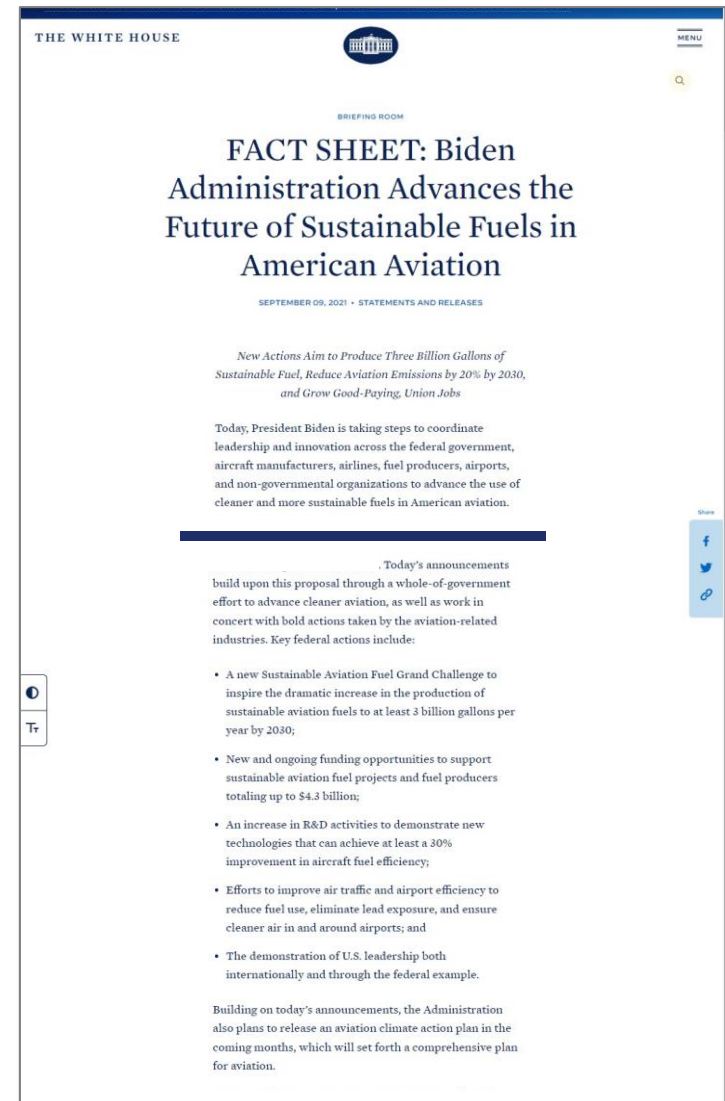 THE WHITE HOUSE
MENU
BRIEFING ROOM
FACT SHEET: Biden
Administration Advances the
Future of Sustainable Fuels in
American Aviation
SEPTEMBER 09, 2021 • STATEMENTS AND RELEASES
New Actions Aim to Produce Three Billion Gallons of
Sustainable Fuel, Reduce Aviation Emissions by 20% by 2030,
and Grow Good-Paying, Union Jobs
Today, President Biden is taking steps to coordinate
leadership and innovation across the federal government,
aircraft manufacturers, airlines, fuel producers, airports,
and non-governmental organizations to advance the use of
cleaner and more sustainable fuels in American aviation.
Share
. Today's announcements
build upon this proposal through a whole-of-government
effort to advance cleaner aviation, as well as work in
concert with bold actions taken by the aviation-related
industries. Key federal actions include:
• A new Sustainable Aviation Fuel Grand Challenge to
inspire the dramatic increase in the production of
sustainable aviation fuels to at least 3 billion gallons per
year by 2030;
• New and ongoing funding opportunities to support
sustainable aviation fuel projects and fuel producers
totaling up to $4.3 billion;
• An increase in R&D activities to demonstrate new
technologies that can achieve at least a 30%
improvement in aircraft fuel efficiency;
• Efforts to improve air traffic and airport efficiency to
reduce fuel use, eliminate lead exposure, and ensure
cleaner air in and around airports; and
• The demonstration of U.S. leadership both
internationally and through the federal example.
Building on today's announcements, the Administration
also plans to release an aviation climate action plan in the
coming months, which will set forth a comprehensive plan
for aviation.
TT